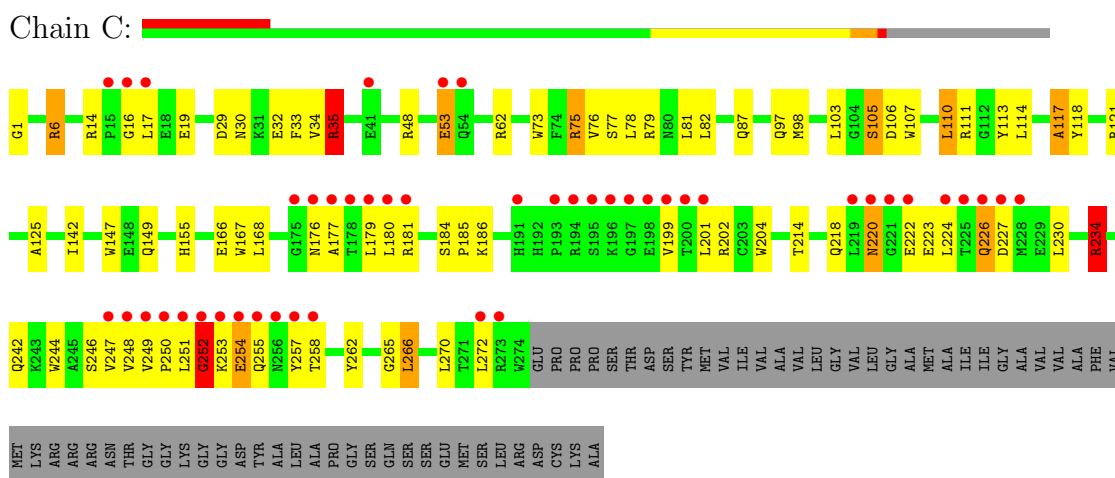 Chain C:
G1 R6 R14 P15 G16 L17 E18 E19 D29 N30 K31 F32 F33 V34 R35 E41 R48 E53 Q54 R62 W73 F74 R75 V76 S77 L78 R79 N80 L81 L82 Q87 Q97 M98 L103 G104 S105 D106 W107 L110 R111 G112 Y113 L114 A117 Y118 R121
A125 I142 W147 E148 Q149 H155 E166 W167 L168 G175 N176 A177 T178 L179 L180 R181 S184 P185 K186 H191 H192 P193 R194 S195 K196 G197 E198 V199 T200 L201 R202 C203 W204 T214 Q218 L219 N220 G221 E222 E223 L224 T225 Q226 D227 M228 E229 L230 R234
Q242 K243 W244 A245 S246 V247 V248 V249 P250 L251 G252 K253 E254 Q255 N256 Y257 T258 Y262 G265 L266 L270 T271 L272 R273 W274 GLU PRO PRO PRO SER THR ASP SER TYR MET VAL ILE VAL ALA VAL LEU GLY VAL LEU GLY ALA MET ALA ILE ILE GLY ALA VAL VAL ALA PHE VAL
MET LYS ARG ARG ARG ASN THR GLY GLY LYS GLY GLY ASP TYR ALA LEU ALA PRO GLY SER GLN SER SER GLU MET SER LEU ARG ASP CYS LYS ALA